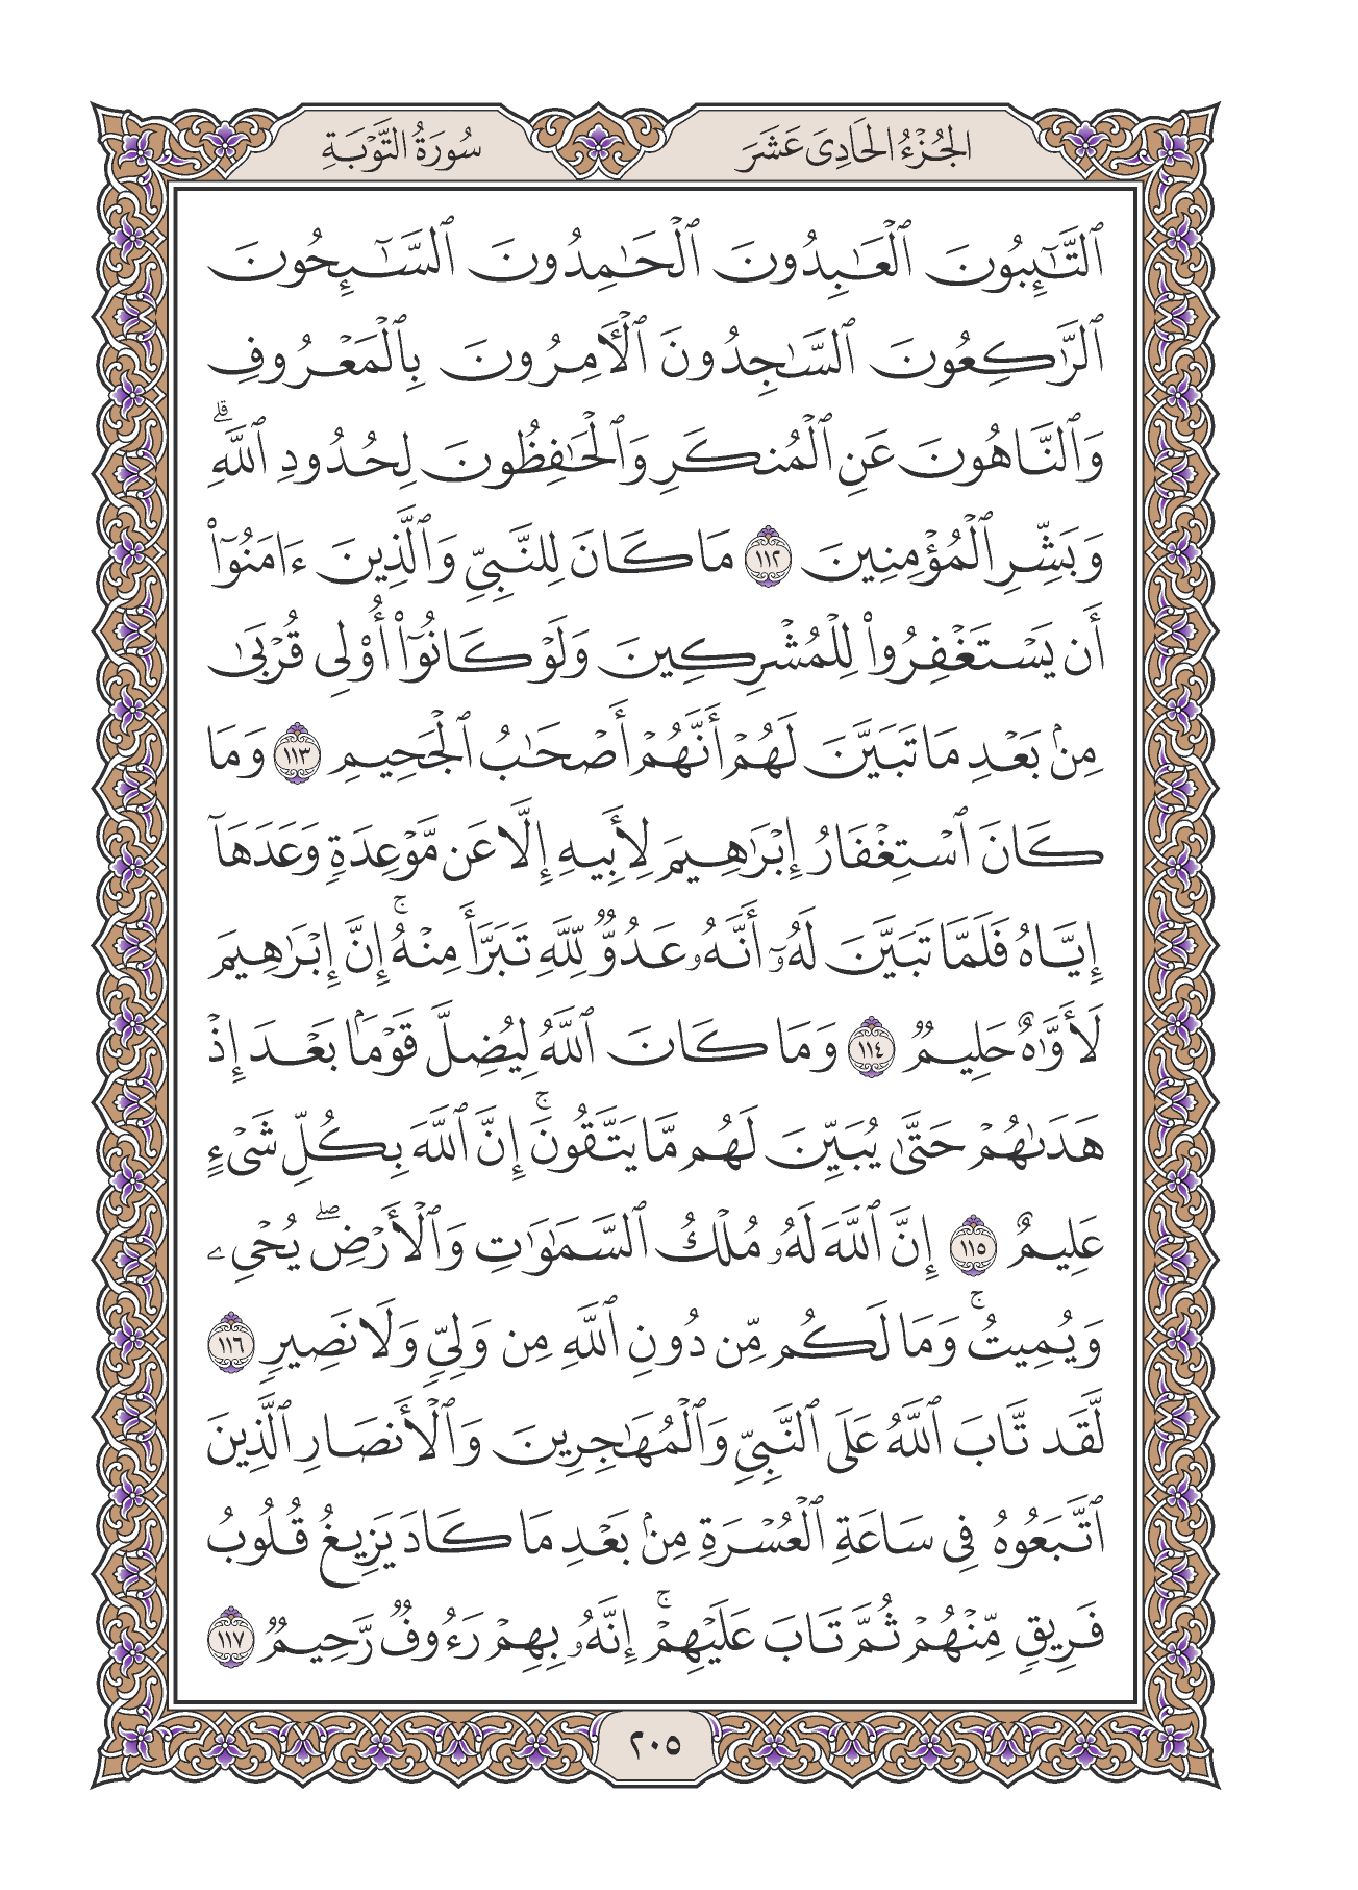 الجُزْءُ الحَادِىَ عَشَرَ
سُورَةُ التَّوْبَةِ
ٱلتَّـٰٓئِبُونَ ٱلْعَـٰبِدُونَ ٱلْحَـٰمِدُونَ ٱلسَّـٰٓئِحُونَ
ٱلرَّٰكِعُونَ ٱلسَّـٰجِدُونَ ٱلْـَٔامِرُونَ بِٱلْمَعْرُوفِ
وَٱلنَّاهُونَ عَنِ ٱلْمُنكَرِ وَٱلْحَـٰفِظُونَ لِحُدُودِ ٱللَّهِ ۗ
وَبَشِّرِ ٱلْمُؤْمِنِينَ ١١٢ مَا كَانَ لِلنَّبِىِّ وَٱلَّذِينَ ءَامَنُوٓا۟
أَن يَسْتَغْفِرُوا۟ لِلْمُشْرِكِينَ وَلَوْ كَانُوٓا۟ أُو۟لِى قُرْبَىٰ
مِنۢ بَعْدِ مَا تَبَيَّنَ لَهُمْ أَنَّهُمْ أَصْحَـٰبُ ٱلْجَحِيمِ ١١٣ وَمَا
كَانَ ٱسْتِغْفَارُ إِبْرَٰهِيمَ لِأَبِيهِ إِلَّا عَن مَّوْعِدَةٍ وَعَدَهَآ
إِيَّاهُ فَلَمَّا تَبَيَّنَ لَهُۥٓ أَنَّهُۥ عَدُوٌّ لِّلَّهِ تَبَرَّأَ مِنْهُ ۚ إِنَّ إِبْرَٰهِيمَ
لَأَوَّٰهٌ حَلِيمٌ ١١٤ وَمَا كَانَ ٱللَّهُ لِيُضِلَّ قَوْمًۢا بَعْدَ إِذْ
هَدَىٰهُمْ حَتَّىٰ يُبَيِّنَ لَهُم مَّا يَتَّقُونَ ۚ إِنَّ ٱللَّهَ بِكُلِّ شَىْءٍ
عَلِيمٌ ١١٥ إِنَّ ٱللَّهَ لَهُۥ مُلْكُ ٱلسَّمَـٰوَٰتِ وَٱلْأَرْضِ ۖ يُحْىِۦ
وَيُمِيتُ ۚ وَمَا لَكُم مِّن دُونِ ٱللَّهِ مِن وَلِىٍّ وَلَا نَصِيرٍ ١١٦
لَّقَد تَّابَ ٱللَّهُ عَلَى ٱلنَّبِىِّ وَٱلْمُهَـٰجِرِينَ وَٱلْأَنصَارِ ٱلَّذِينَ
ٱتَّبَعُوهُ فِى سَاعَةِ ٱلْعُسْرَةِ مِنۢ بَعْدِ مَا كَادَ يَزِيغُ قُلُوبُ
فَرِيقٍ مِّنْهُمْ ثُمَّ تَابَ عَلَيْهِمْ ۚ إِنَّهُۥ بِهِمْ رَءُوفٌ رَّحِيمٌ ١١٧
٢٠٥